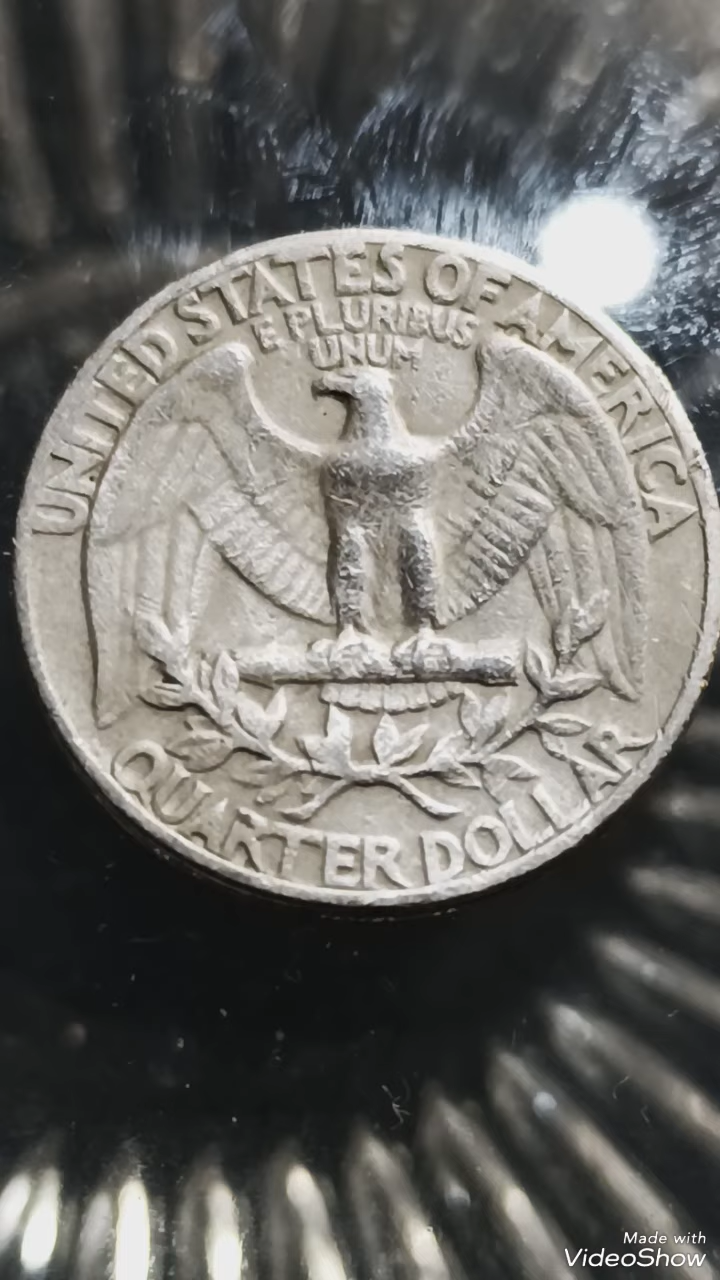 UNITED STATES OF AMERICA
E PLURIBUS
UNUM
QUARTER DOLLAR
Made with
VideoShow